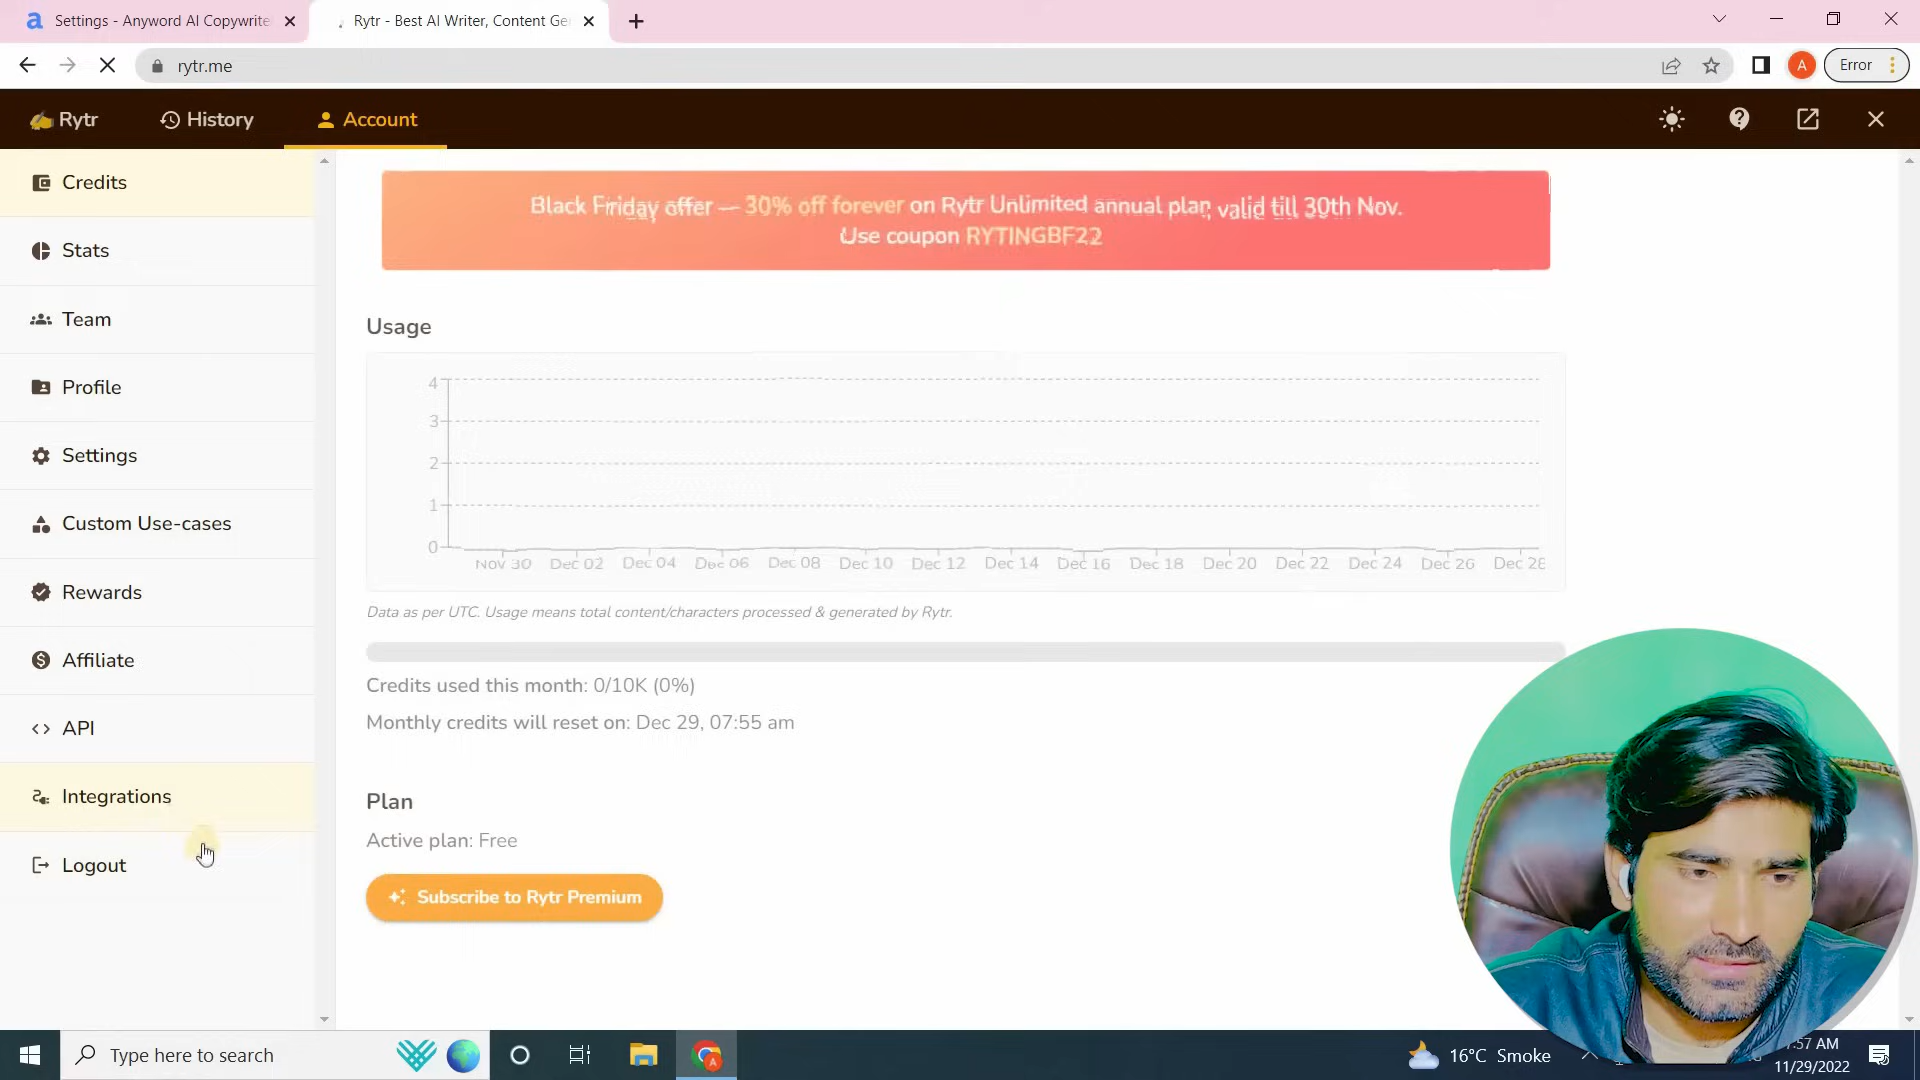 Settings - Anyword AI Copywrite
Rytr - Best AI Writer, Content Ge
rytr.me
A
Error
Rytr
History
Account
Credits
Stats
Team
Profile
Settings
Custom Use-cases
Rewards
Affiliate
API
Integrations
Logout
Black Friday offer — 30% off forever on Rytr Unlimited annual plan, valid till 30th Nov.
Use coupon RYTINGBF22
Usage
4
3
2
1
0
Nov 30 Dec 02 Dec 04 Dec 06 Dec 08 Dec 10 Dec 12 Dec 14 Dec 16 Dec 18 Dec 20 Dec 22 Dec 24 Dec 26 Dec 28
Data as per UTC. Usage means total content/characters processed & generated by Rytr.
Credits used this month: 0/10K (0%)
Monthly credits will reset on: Dec 29, 07:55 am
Plan
Active plan: Free
Subscribe to Rytr Premium
Type here to search
16°C Smoke
:57 AM
11/29/2022